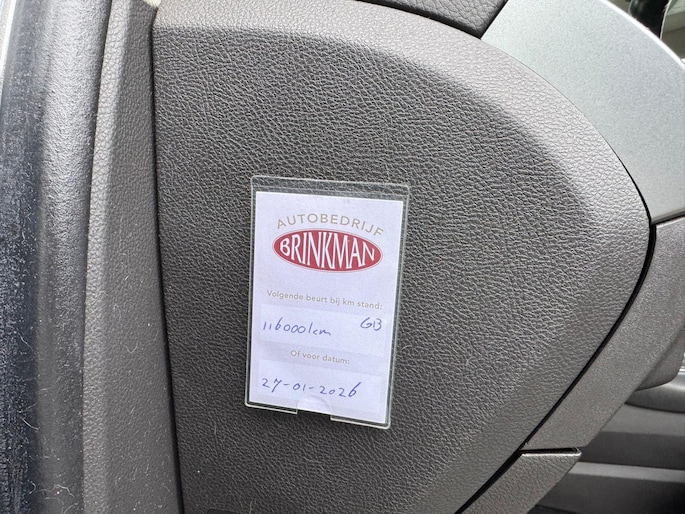 AUTOBEDRIJF
BRINKMAN
Volgende beurt bij km stand:
116000km GB
Of voor datum:
27-01-2026